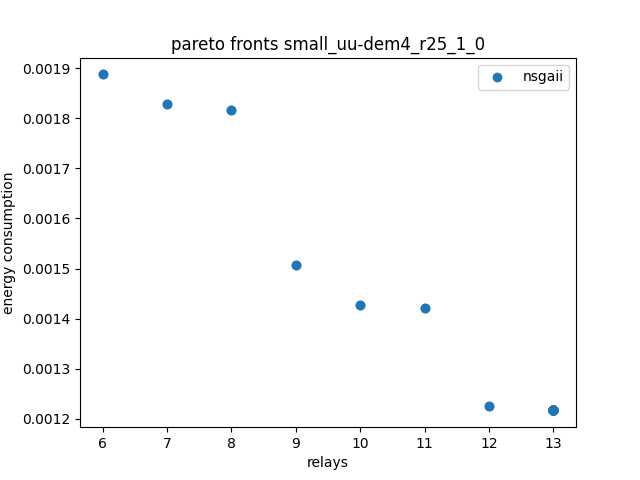 pareto fronts small_uu-dem4_r25_1_0
nsgaii
0.0019
0.0018
0.0017
0.0016
0.0015
0.0014
0.0013
0.0012
energy consumption
6 7 8 9 10 11 12 13
relays